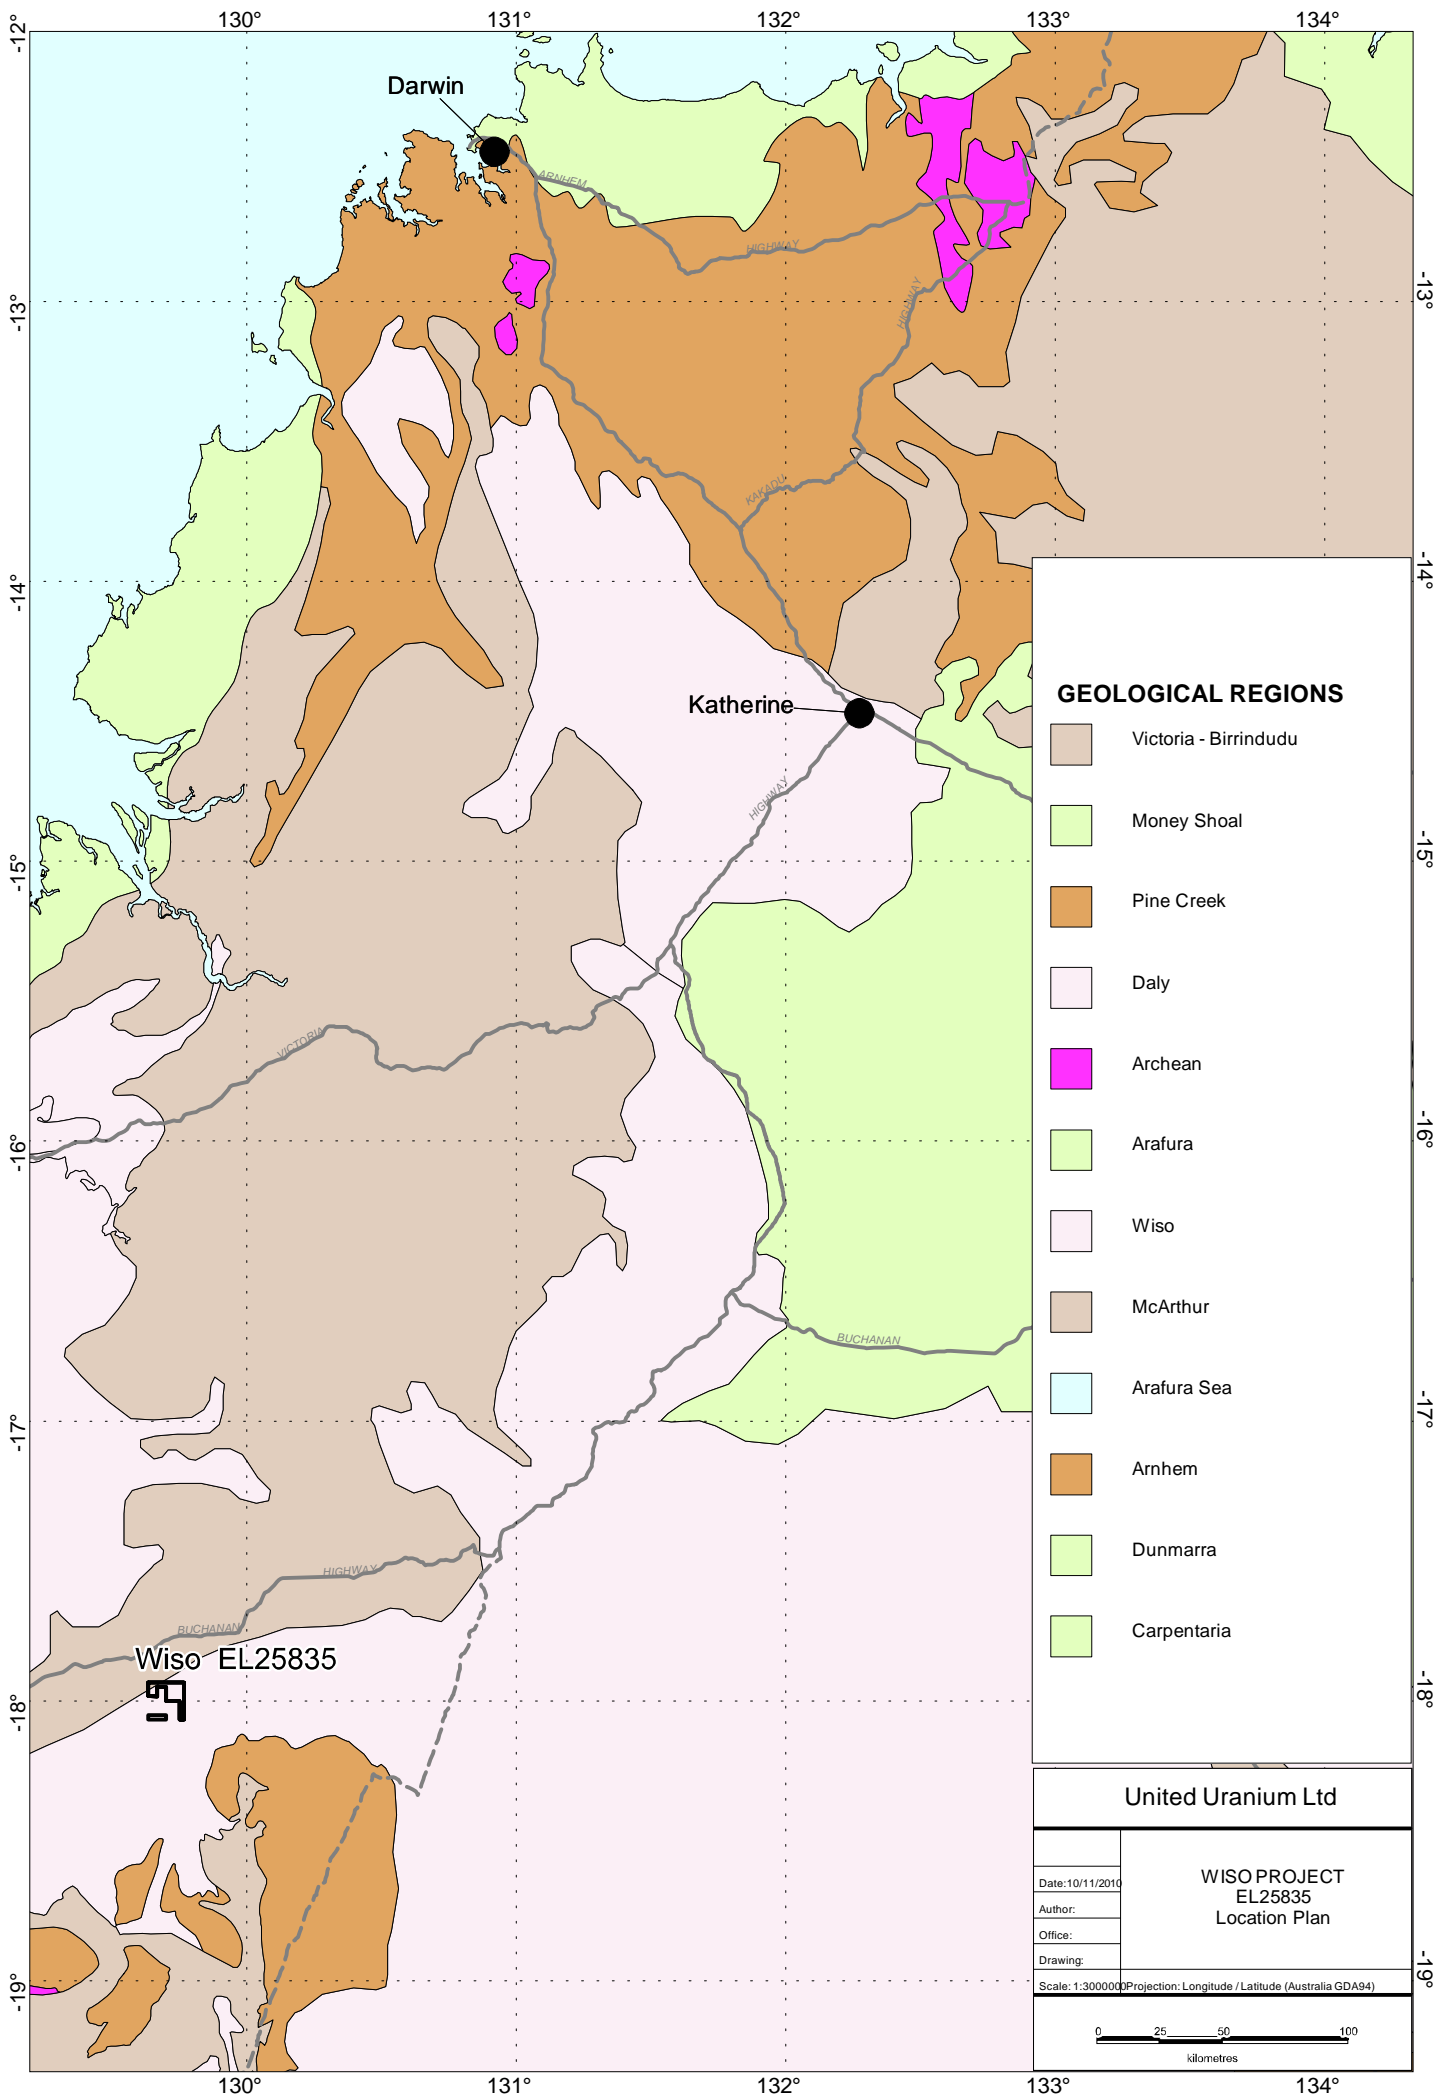 130°
131°
132°
133°
134°
-12°
Darwin
ARNHEM
HIGHWAY
-13°
-13°
HIGHWAY
KAKADU
-14°
-14°
GEOLOGICAL REGIONS
Katherine
Victoria - Birrindudu
HIGHWAY
Money Shoal
-15°
-15°
Pine Creek
Daly
VICTORIA
Archean
-16°
-16°
Arafura
Wiso
McArthur
BUCHANAN
Arafura Sea
-17°
-17°
Arnhem
Dunmarra
HIGHWAY
BUCHANAN
Carpentaria
Wiso EL25835
-18°
-18°
United Uranium Ltd
WISO PROJECT
EL25835
Location Plan
Date:10/11/2010
Author:
Office:
Drawing:
Scale: 1:3000000
Projection: Longitude / Latitude (Australia GDA94)
-19°
-19°
0 25 50 100
kilometres
130°
131°
132°
133°
134°